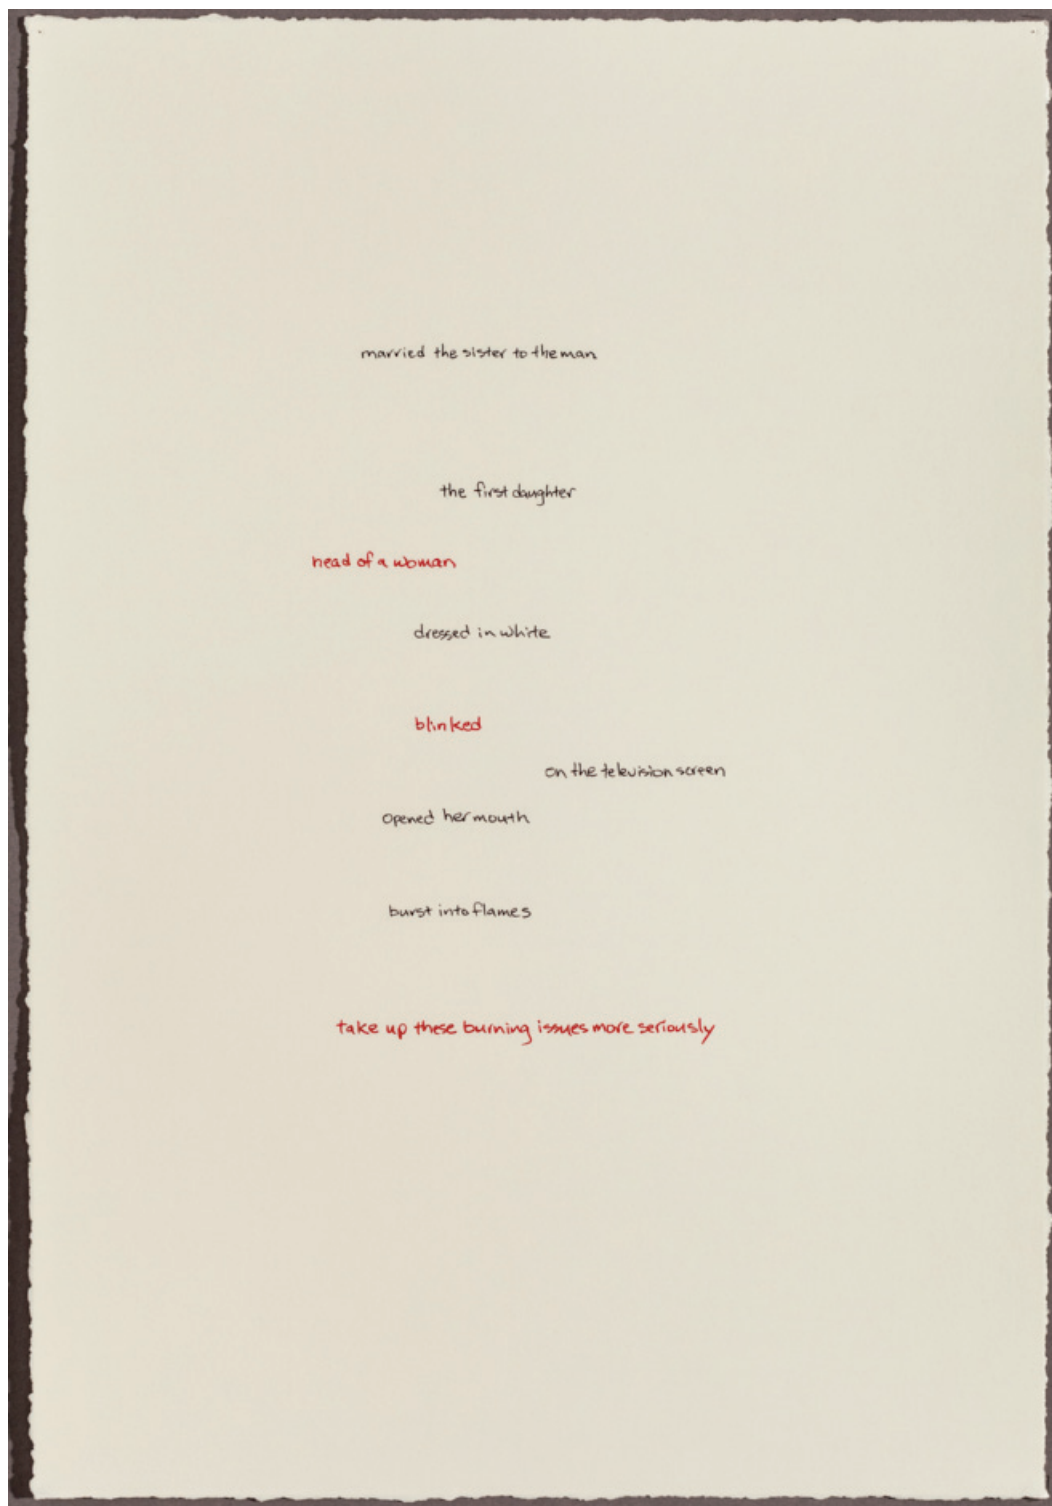 married the sister to the man
the first daughter
head of a woman
dressed in white
blinked
on the television screen
opened her mouth
burst into flames
take up these burning issues more seriously